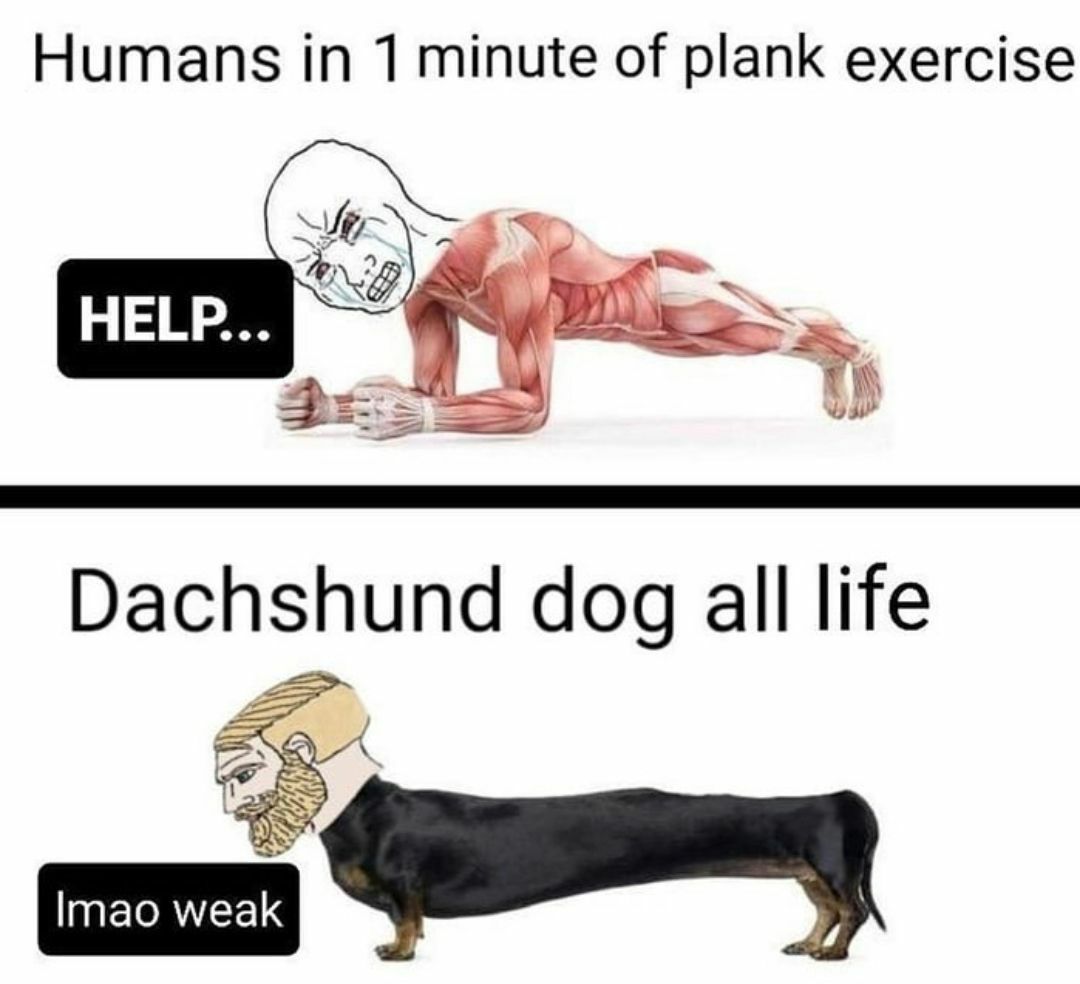 Humans in 1 minute of plank exercise
HELP...
Dachshund dog all life
lmao weak